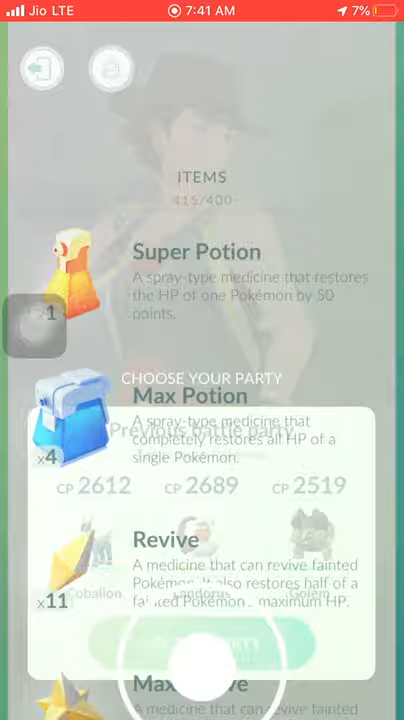 Jio LTE
7:41 AM
7%
ITEMS
415/400
Super Potion
A spray-type medicine that restores
the HP of one Pokémon by 50
points.
x1
CHOOSE YOUR PARTY
Max Potion
Previous battle party
A spray-type medicine that
completely restores all HP of a
single Pokémon.
x4
CP 2612 CP 2689 CP 2519
Revive
A medicine that can revive fainted
Pokémon. It also restores half of a
fainted Pokémon's maximum HP.
Cobalion Landorus Golem
x11
Max Revive
A medicine that can revive fainted